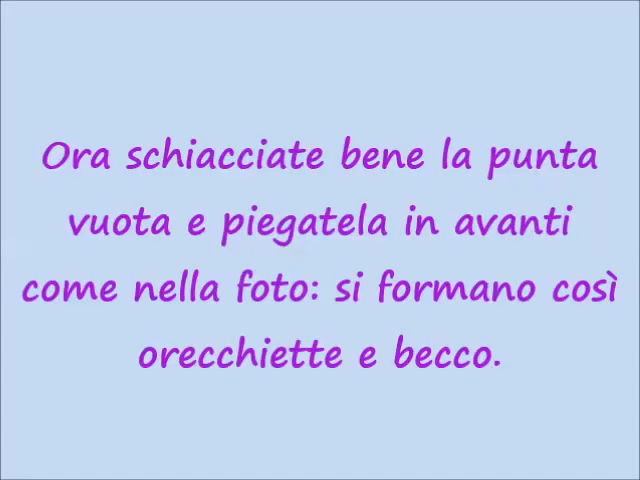 Ora schiacciate bene la punta
vuota e piegatela in avanti
come nella foto: si formano così
orecchiette e becco.